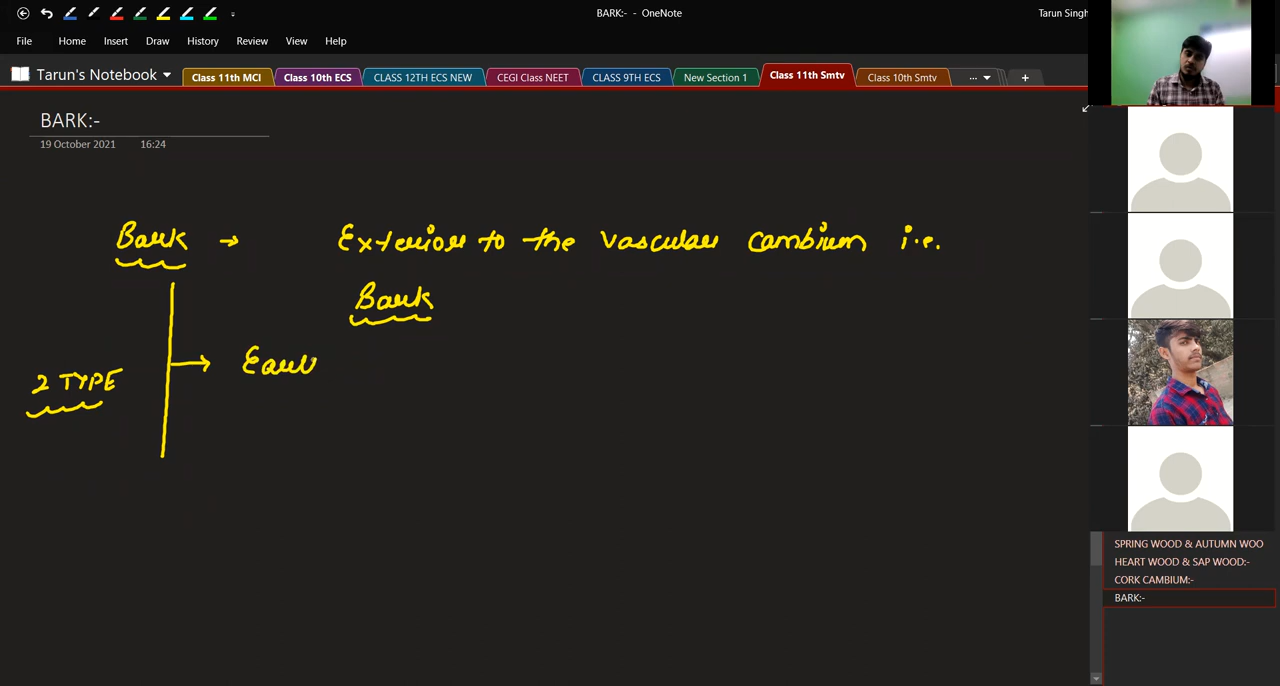 BARK:- - OneNote
Tarun Singh
File Home Insert Draw History Review View Help
Tarun's Notebook
Class 11th MCI
Class 10th ECS
CLASS 12TH ECS NEW
CEGI Class NEET
CLASS 9TH ECS
New Section 1
Class 11th Smtv
Class 10th Smtv
...
+
BARK:-
19 October 2021 16:24
Bark → Exterior to the vascular cambium i.e.
Bark
→ Earl
2 TYPE
SPRING WOOD & AUTUMN WOO
HEART WOOD & SAP WOOD:-
CORK CAMBIUM:-
BARK:-